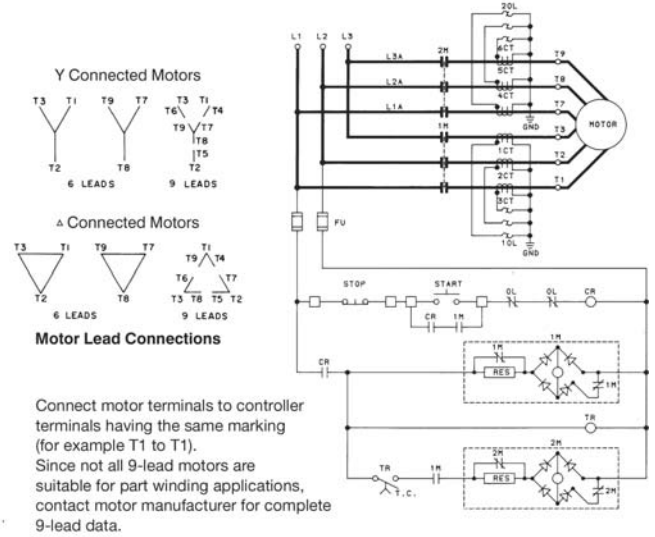 20L
L1 L2 L3
2M
6CT
L3A
T9
5CT
L2A
T8
4CT
L1A
T7
GND
MOTOR
1M
T3
1CT
T2
2CT
T1
3CT
FU
10L
GND
Y Connected Motors
T3 T1 T9 T7 T3 T1
T6 T4
T9 T7
T8
T5
T2 T8 T2
6 LEADS 9 LEADS
△ Connected Motors
T3 T1 T9 T7 T1
T9 T4
T6 T7
T2 T8 T3 T8 T5 T2
6 LEADS 9 LEADS
Motor Lead Connections
STOP START OL OL CR
CR 1M
CR
1M
1M
RES
1M
TR
2M
TR 1M 2M
RES
T.C.
2M
Connect motor terminals to controller
terminals having the same marking
(for example T1 to T1).
Since not all 9-lead motors are
suitable for part winding applications,
contact motor manufacturer for complete
9-lead data.